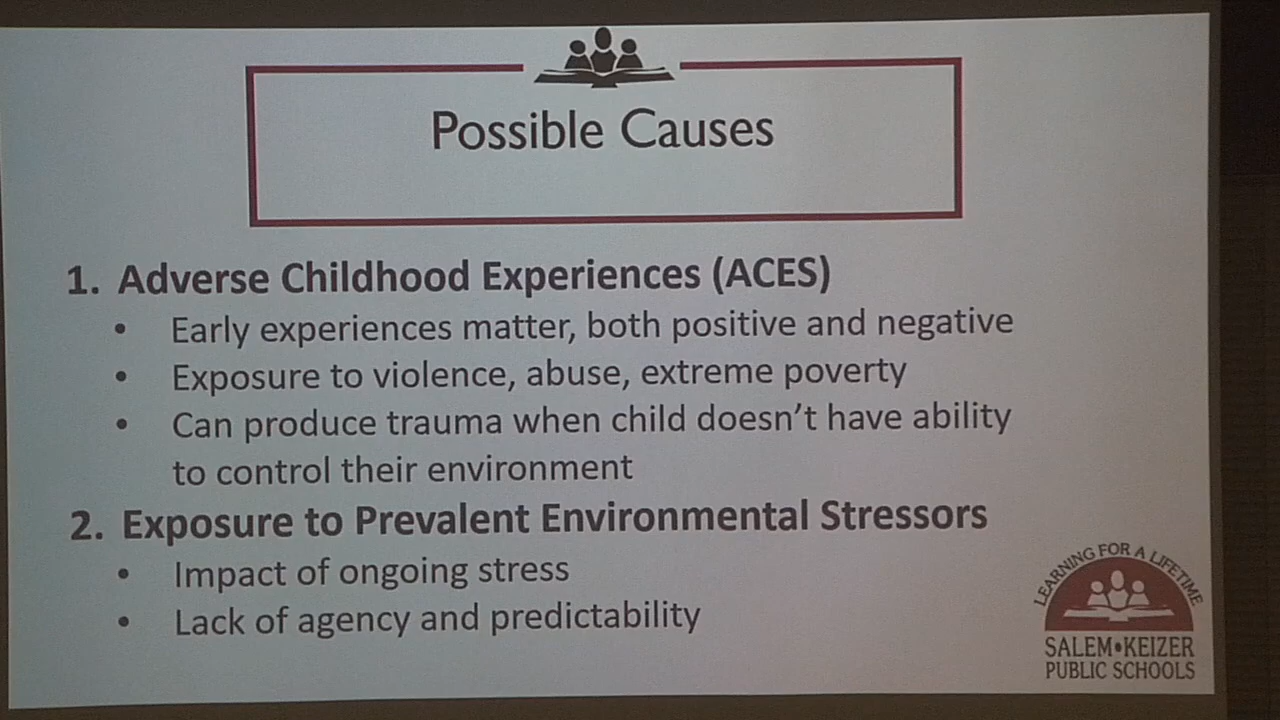 Possible Causes
1. Adverse Childhood Experiences (ACES)
• Early experiences matter, both positive and negative
• Exposure to violence, abuse, extreme poverty
• Can produce trauma when child doesn’t have ability
to control their environment
2. Exposure to Prevalent Environmental Stressors
• Impact of ongoing stress
• Lack of agency and predictability
LEARNING FOR A LIFETIME
SALEM•KEIZER
PUBLIC SCHOOLS